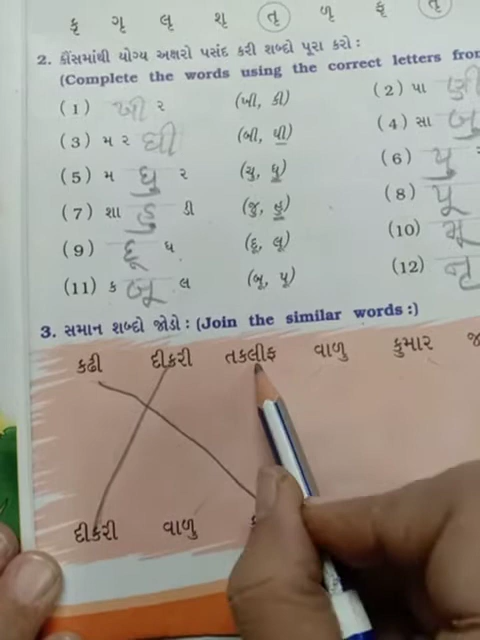 કૃ ગૃ લૃ શૃ તૃ ળૃ ફૃ તૃ
2. કૌંસમાંથી યોગ્ય અક્ષરો પસંદ કરી શબ્દો પૂરા કરો :
(Complete the words using the correct letters from
(1) ખી ર (ખી, કી) (2) પા ણી
(3) મ ર ઘી (બી, ઘી) (4) સા બુ
(5) મ ધુ ર (ચુ, ધુ) (6) યુ
(7) શા હુ ડી (જુ, હુ) (8) પૂ
(9) દૂ ધ (દૂ, લૂ) (10) મૂ
(11) ક બૂ લ (બૂ, પૂ) (12) નૃ
3. સમાન શબ્દો જોડો : (Join the similar words :)
કઢી દીકરી તકલીફ વાળુ કુમાર જ
દીકરી વાળુ ક